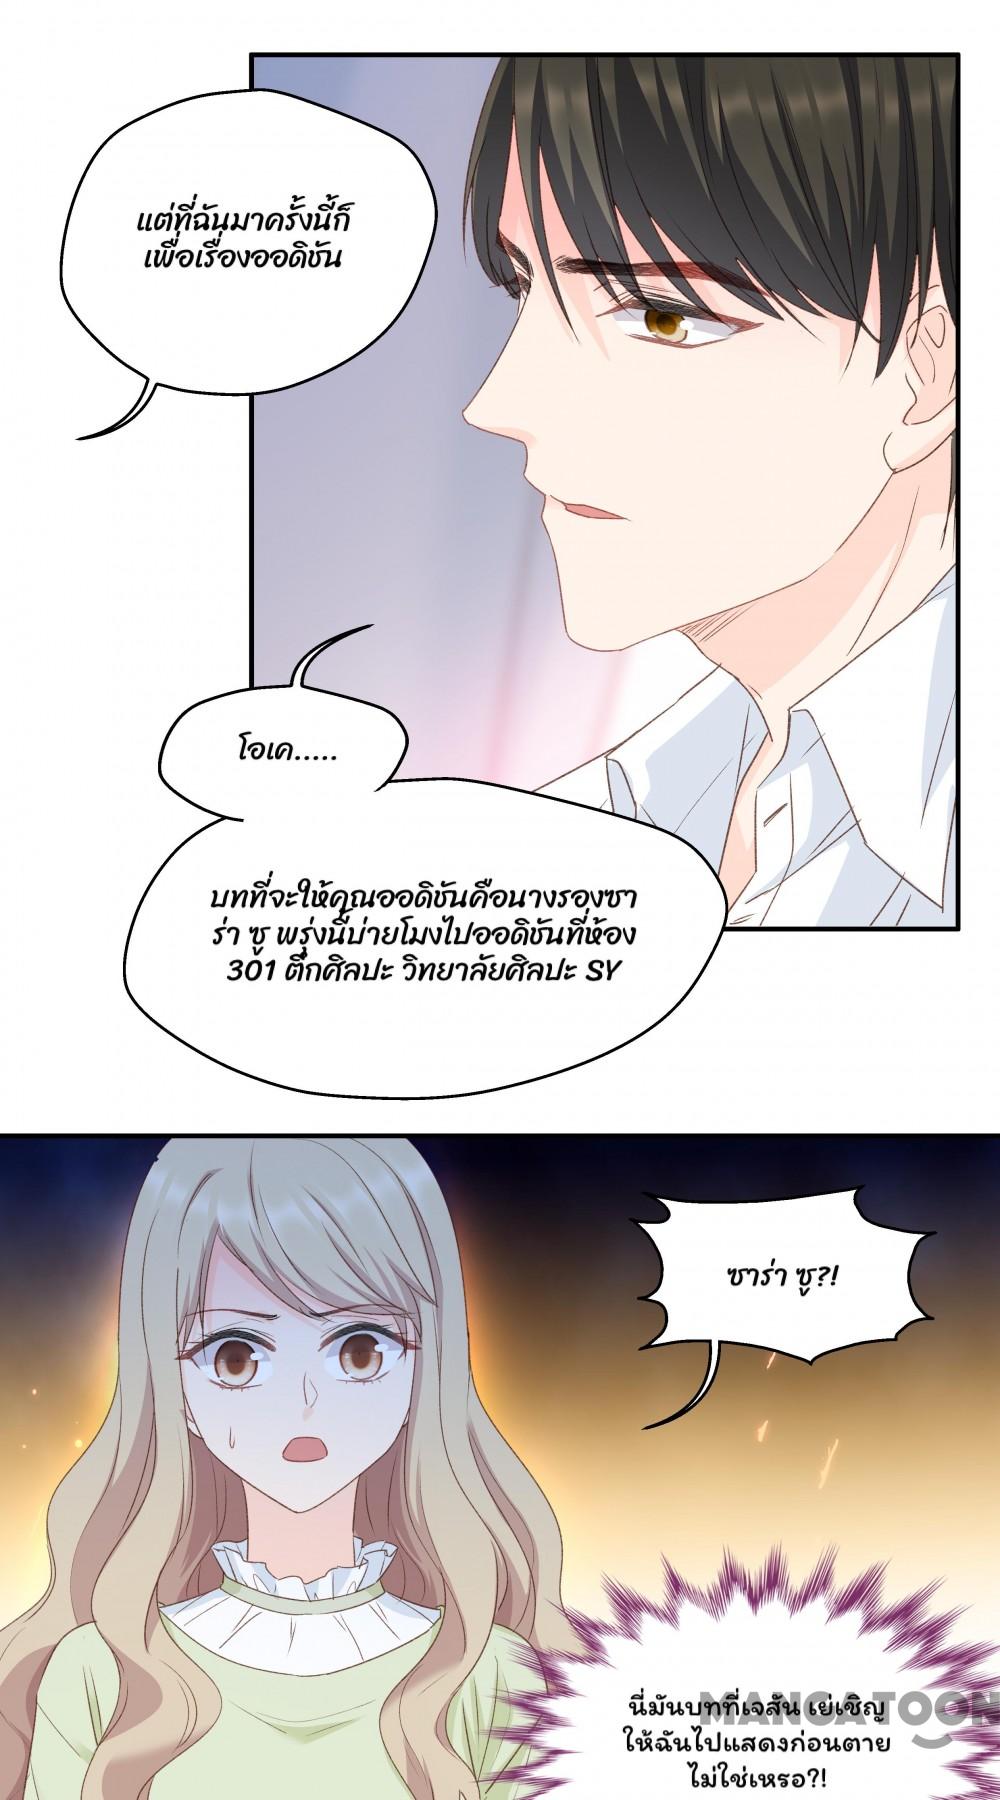 แต่ที่ฉันมาครั้งนี้ก็
เพื่อเรื่องออดิชัน
โอเค.....
บทที่จะให้คุณออดิชันคือนางรองซา
ร่า ซู พรุ่งนี้บ่ายโมงไปออดิชันที่ห้อง
301 ตึกศิลปะ วิทยาลัยศิลปะ SY
ซาร่า ซู?!
นี่มันบทที่เจสัน เย่เชิญ
ให้ฉันไปแสดงก่อนตาย
ไม่ใช่เหรอ?!
MANGATOON